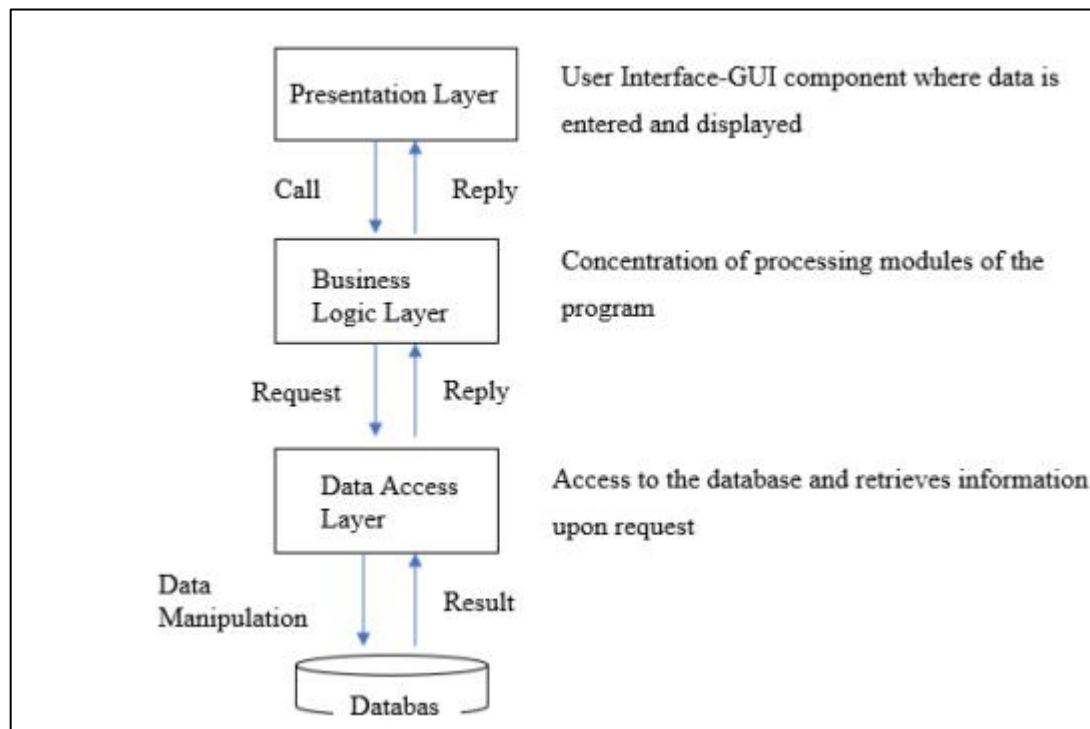 Presentation Layer
User Interface-GUI component where data is
entered and displayed
Call
Reply
Business
Logic Layer
Concentration of processing modules of the
program
Request
Reply
Data Access
Layer
Access to the database and retrieves information
upon request
Data
Manipulation
Result
Databas